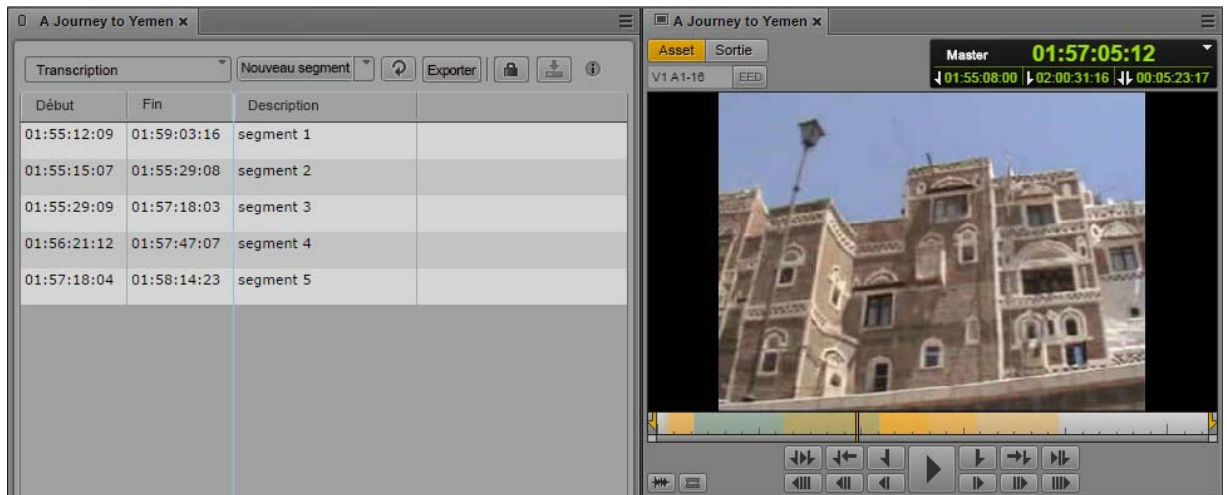 A Journey to Yemen ×
Transcription Nouveau segment Exporter
Début Fin Description
01:55:12:09 01:59:03:16 segment 1
01:55:15:07 01:55:29:08 segment 2
01:55:29:09 01:57:18:03 segment 3
01:56:21:12 01:57:47:07 segment 4
01:57:18:04 01:58:14:23 segment 5
A Journey to Yemen ×
Asset Sortie
Master 01:57:05:12
V1 A1-16 EED
01:55:08:00 02:00:31:16 00:05:23:17